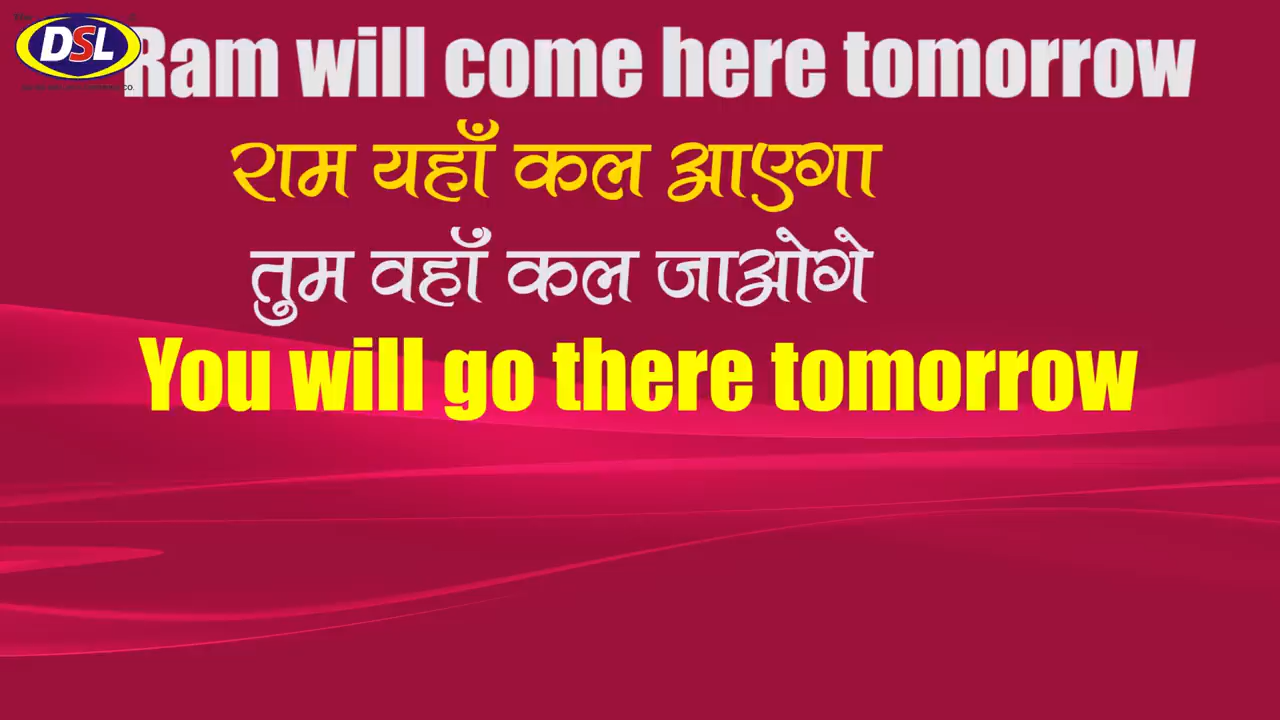 DSL
Ram will come here tomorrow
राम यहाँ कल आएगा
तुम वहाँ कल जाओगे
You will go there tomorrow